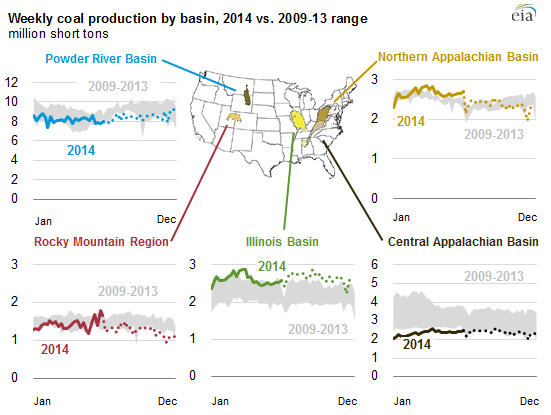 Weekly coal production by basin, 2014 vs. 2009-13 range
million short tons
eia
Powder River Basin
12
10
8
6
4
2
0
2009-2013
2014
Jan
Dec
Northern Appalachian Basin
3
2
1
0
2014
2009-2013
Jan
Dec
Rocky Mountain Region
3
2
1
0
2009-2013
2014
Jan
Dec
Illinois Basin
3
2
1
0
2014
2009-2013
Jan
Dec
Central Appalachian Basin
6
5
4
3
2
1
0
2009-2013
2014
Jan
Dec